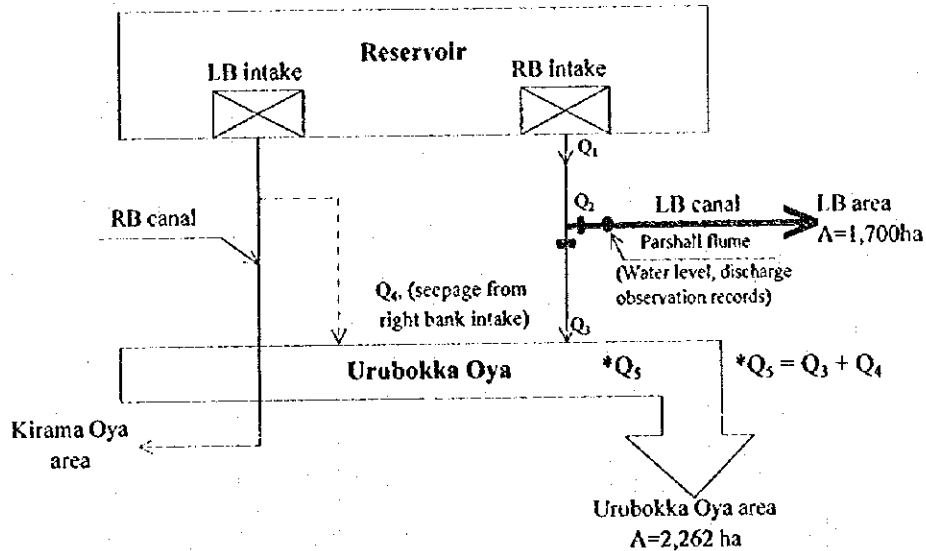 Reservoir
LB intake
RB intake
Q₁
Q₂
LB canal
LB area
A=1,700ha
RB canal
Parshall flume
(Water level, discharge
observation records)
Q₄, (seepage from
right bank intake)
Q₃
Urubokka Oya
*Q₅
*Q₅ = Q₃ + Q₄
Kirama Oya
area
Urubokka Oya area
A=2,262 ha